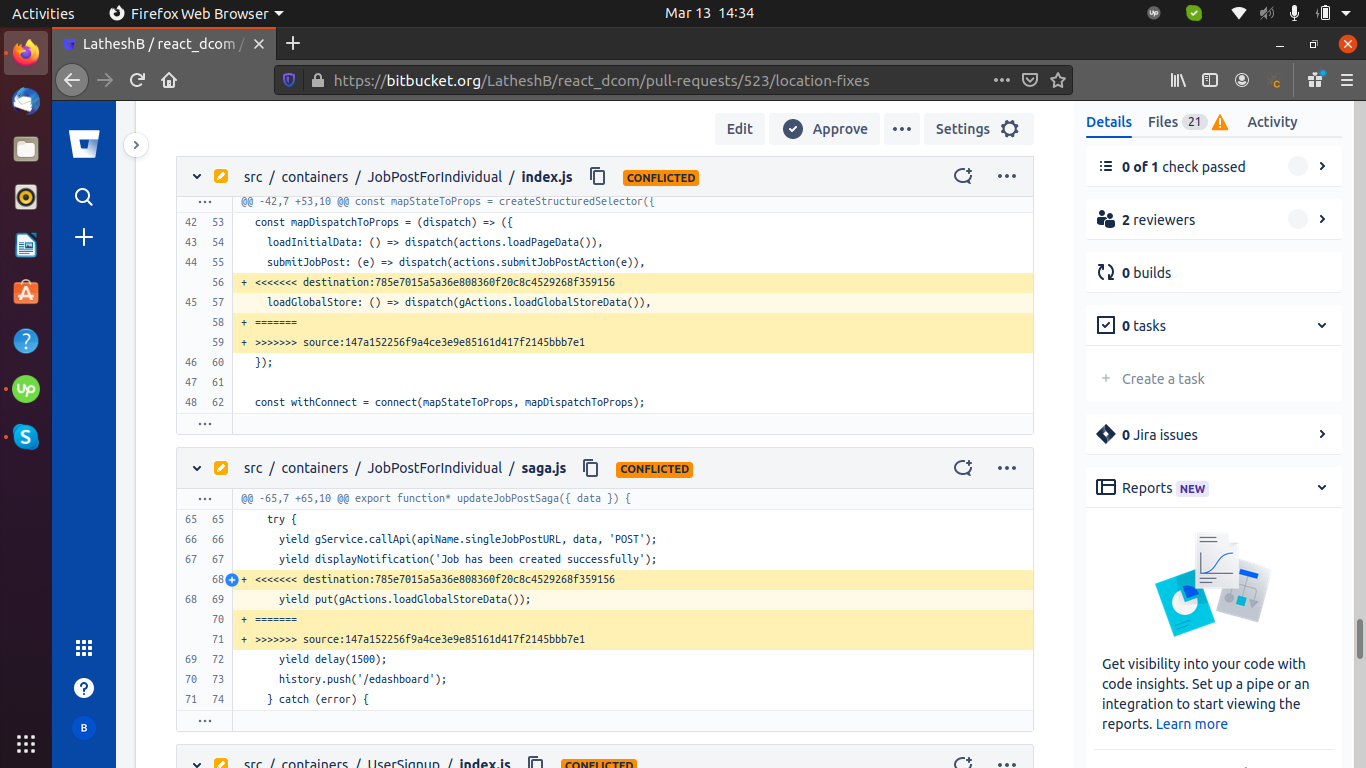 Activities
Firefox Web Browser
Mar 13 14:34
LatheshB / react_dcom /
https://bitbucket.org/LatheshB/react_dcom/pull-requests/523/location-fixes
Edit
Approve
Settings
Details
Files 21
Activity
src / containers / JobPostForIndividual / index.js CONFLICTED
@@ -42,7 +53,10 @@ const mapStateToProps = createStructuredSelector({
42 53 const mapDispatchToProps = (dispatch) => ({
43 54 loadInitialData: () => dispatch(actions.loadPageData()),
44 55 submitJobPost: (e) => dispatch(actions.submitJobPostAction(e)),
56 + <<<<<<< destination:785e7015a5a36e808360f20c8c4529268f359156
45 57 loadGlobalStore: () => dispatch(gActions.loadGlobalStoreData()),
58 + =======
59 + >>>>>>> source:147a152256f9a4ce3e9e85161d417f2145bbb7e1
46 60 });
47 61
48 62 const withConnect = connect(mapStateToProps, mapDispatchToProps);
src / containers / JobPostForIndividual / saga.js CONFLICTED
@@ -65,7 +65,10 @@ export function* updateJobPostSaga({ data }) {
65 65 try {
66 66 yield gService.callApi(apiName.singleJobPostURL, data, 'POST');
67 67 yield displayNotification('Job has been created successfully');
68 + <<<<<<< destination:785e7015a5a36e808360f20c8c4529268f359156
68 69 yield put(gActions.loadGlobalStoreData());
70 + =======
71 + >>>>>>> source:147a152256f9a4ce3e9e85161d417f2145bbb7e1
69 72 yield delay(1500);
70 73 history.push('/edashboard');
71 74 } catch (error) {
src / containers / UserSignup / index.js CONFLICTED
0 of 1 check passed
2 reviewers
0 builds
0 tasks
+ Create a task
0 Jira issues
Reports NEW
Get visibility into your code with
code insights. Set up a pipe or an
integration to start viewing the
reports. Learn more
B
up